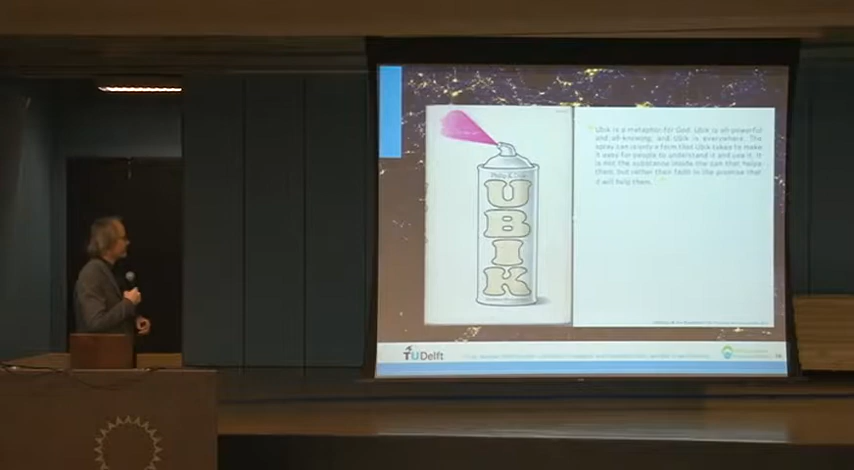 Philip K. Dick
UBIK
Ubik is a metaphor for God. Ubik is all-powerful
and all-knowing, and Ubik is everywhere. The
spray can is only a form that Ubik takes to make
it easy for people to understand it and use it. It
is not the substance inside the can that helps
them, but rather their faith in the promise that
it will help them.
TUDelft